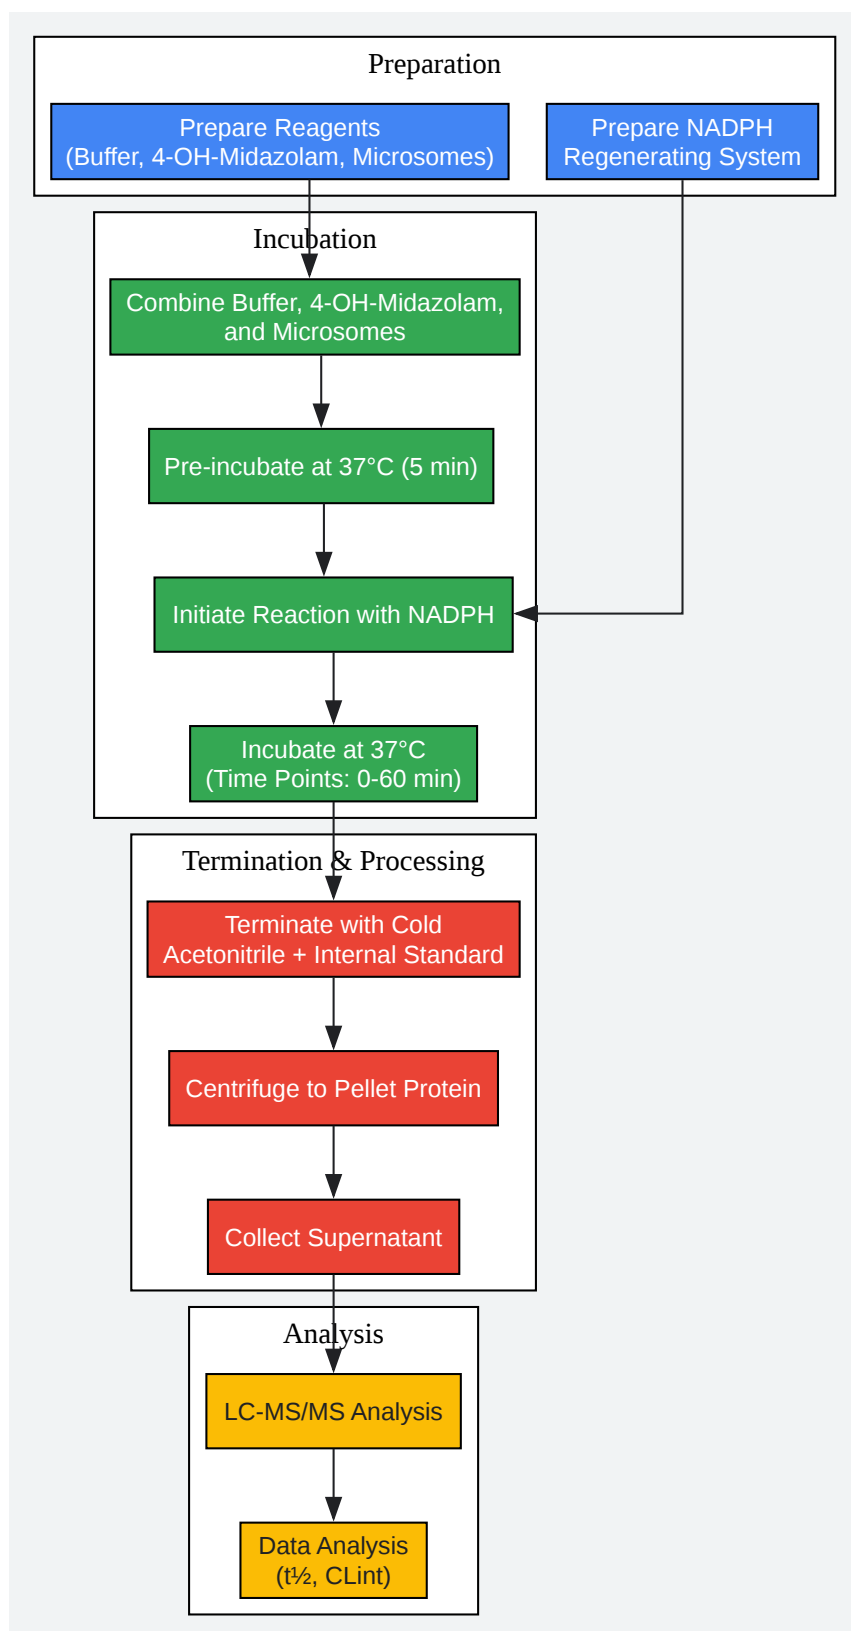 Preparation
Prepare Reagents
(Buffer, 4-OH-Midazolam, Microsomes)
Prepare NADPH
Regenerating System
Incubation
Combine Buffer, 4-OH-Midazolam,
and Microsomes
Pre-incubate at 37°C (5 min)
Initiate Reaction with NADPH
Incubate at 37°C
(Time Points: 0-60 min)
Termination & Processing
Terminate with Cold
Acetonitrile + Internal Standard
Centrifuge to Pellet Protein
Collect Supernatant
Analysis
LC-MS/MS Analysis
Data Analysis
(t½, CLint)